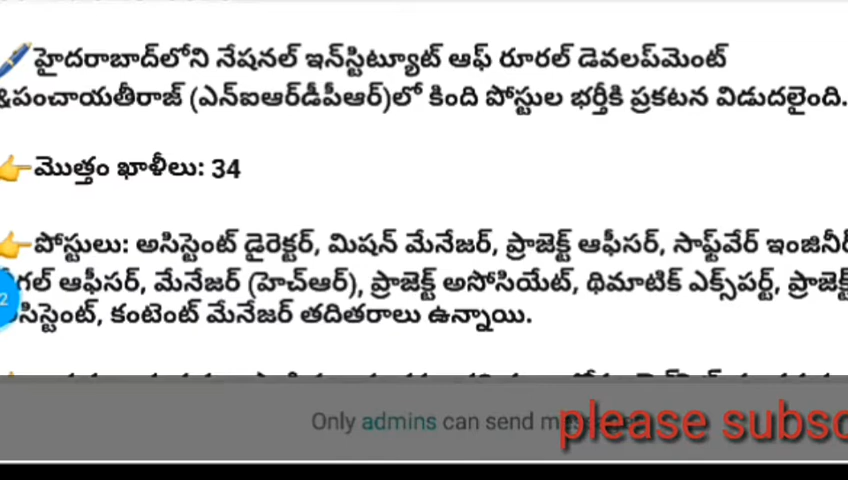 హైదరాబాద్‌లోని నేషనల్ ఇన్‌స్టిట్యూట్ ఆఫ్ రూరల్ డెవలప్‌మెంట్
&పంచాయతీరాజ్ (ఎన్ఐఆర్‌డీపీఆర్)లో కింది పోస్టుల భర్తీకి ప్రకటన విడుదలైంది.
👉మొత్తం ఖాళీలు: 34
👉పోస్టులు: అసిస్టెంట్ డైరెక్టర్, మిషన్ మేనేజర్, ప్రాజెక్ట్ ఆఫీసర్, సాఫ్ట్‌వేర్
ఆఫీసర్, మేనేజర్ (హెచ్ఆర్), ప్రాజెక్ట్ అసోసియేట్, థిమాటిక్ ఎక్స్‌పర్ట్,
కంటెంట్ మేనేజర్ తదితరాలు ఉన్నాయి.
2
Only admins can send
please